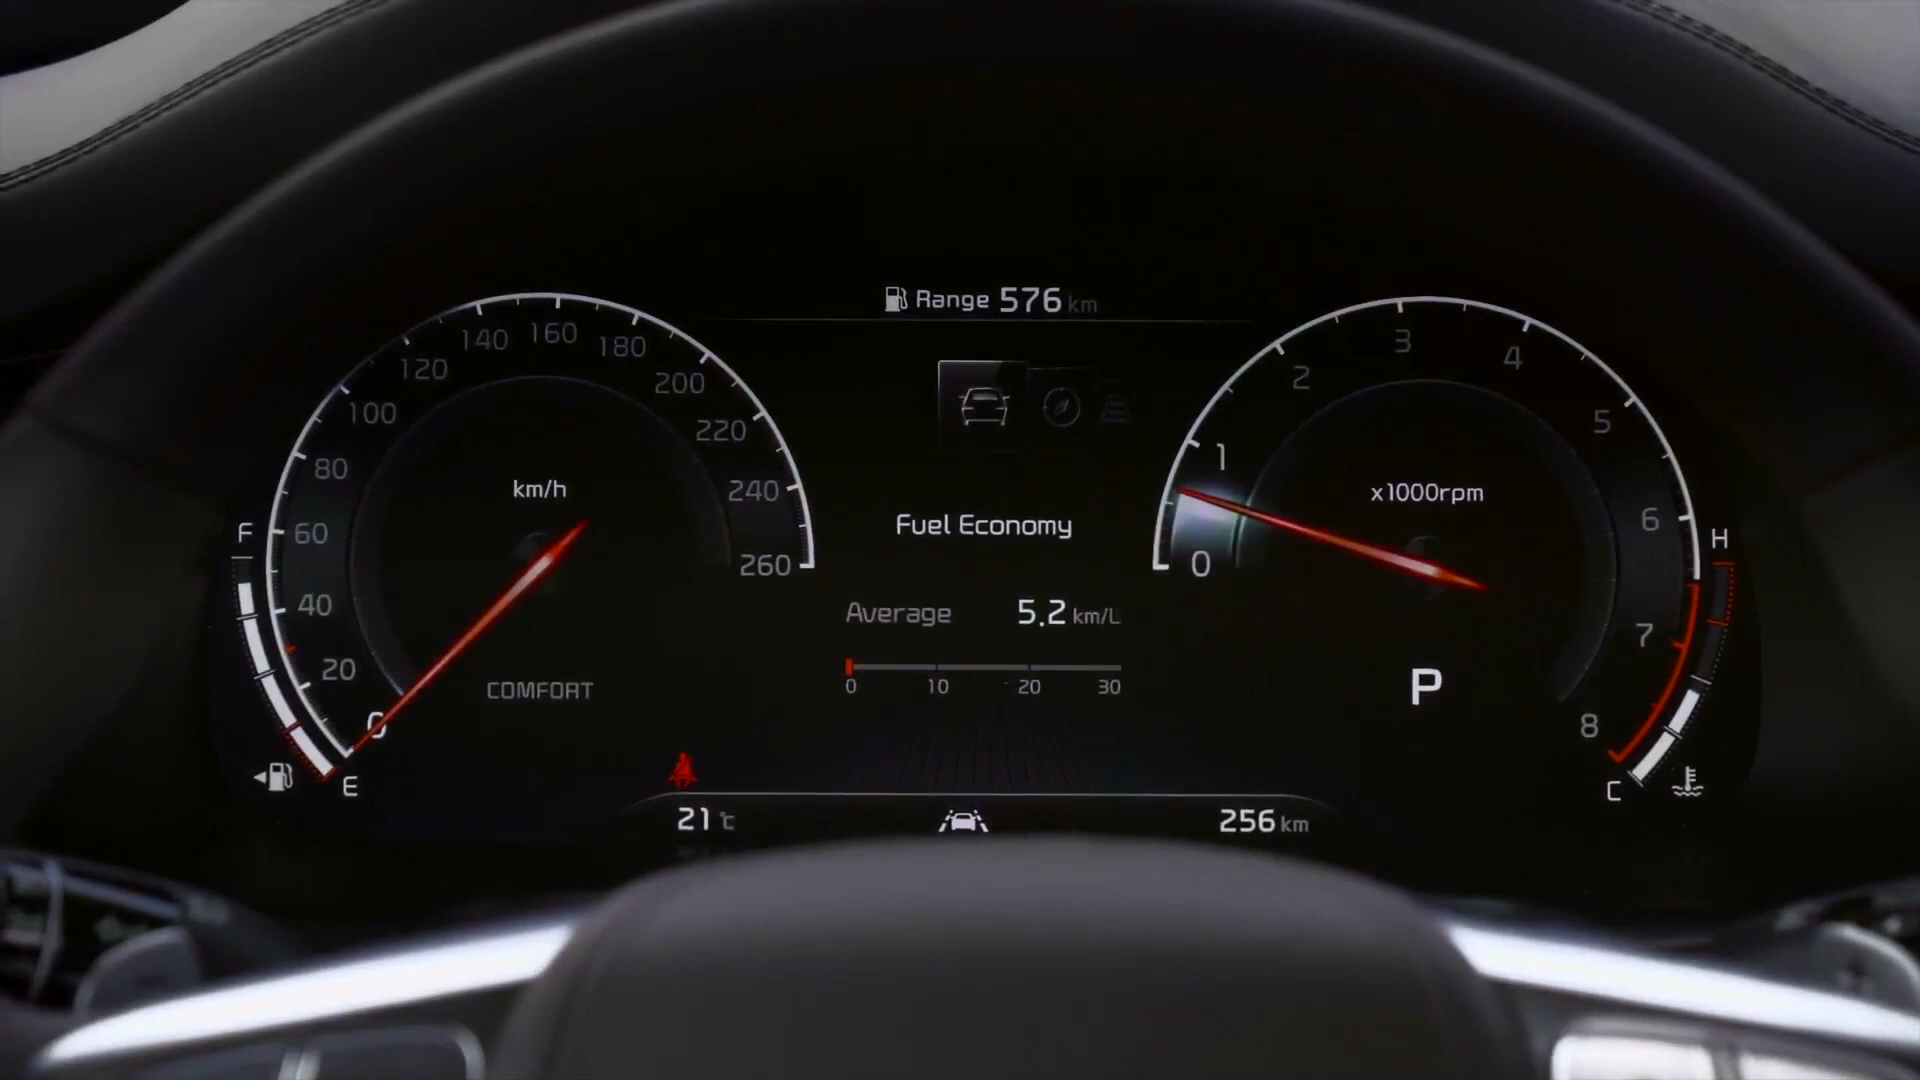 Range 576 km
140 160 180
120 200
100 220
80 240
60 260
40
20
0
km/h
COMFORT
F
E
Fuel Economy
Average 5.2 km/L
0 10 20 30
3
2 4
1 5
0 6
7
8
x1000rpm
P
H
C
21 °C
256 km